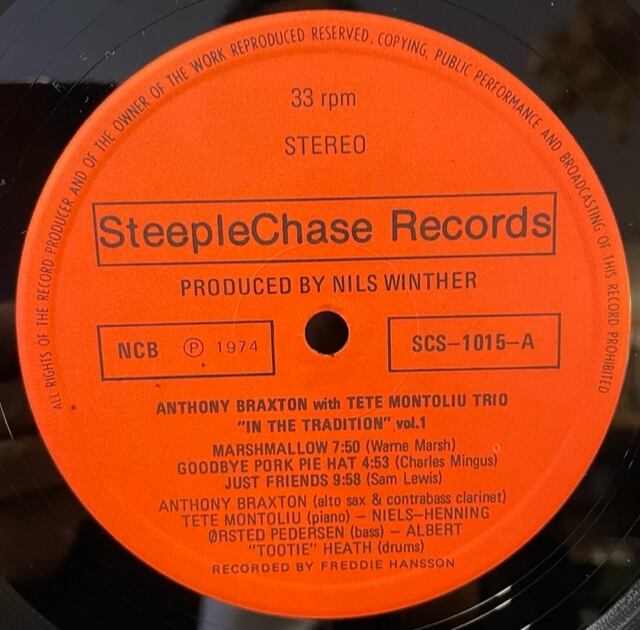 ALL RIGHTS OF THE RECORD PRODUCER AND OF THE OWNER OF THE WORK REPRODUCED RESERVED. COPYING, PUBLIC PERFORMANCE AND BROADCASTING OF THIS RECORD PROHIBITED
33 rpm
STEREO
SteepleChase Records
PRODUCED BY NILS WINTHER
NCB ℗ 1974
SCS-1015-A
ANTHONY BRAXTON with TETE MONTOLIU TRIO
"IN THE TRADITION" vol.1
MARSHMALLOW 7:50 (Warne Marsh)
GOODBYE PORK PIE HAT 4:53 (Charles Mingus)
JUST FRIENDS 9:58 (Sam Lewis)
ANTHONY BRAXTON (alto sax & contrabass clarinet)
TETE MONTOLIU (piano) – NIELS-HENNING
ØRSTED PEDERSEN (bass) – ALBERT
"TOOTIE" HEATH (drums)
RECORDED BY FREDDIE HANSSON